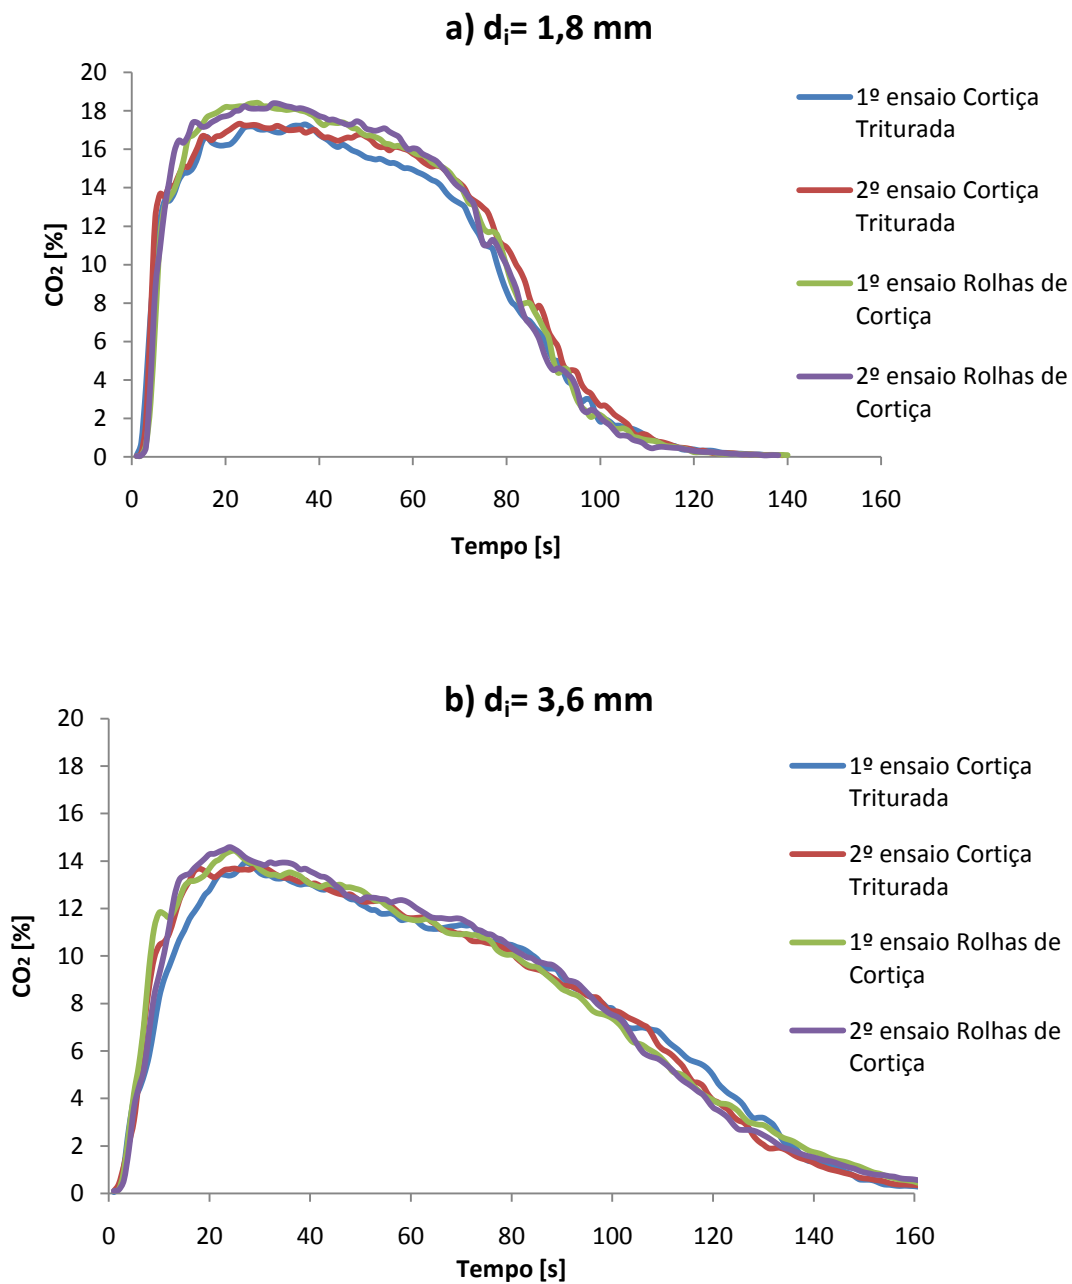 a) di= 1,8 mm
20
18
16
14
12
10
8
6
4
2
0
CO2 [%]
0 20 40 60 80 100 120 140 160
Tempo [s]
1º ensaio Cortiça
Triturada
2º ensaio Cortiça
Triturada
1º ensaio Rolhas de
Cortiça
2º ensaio Rolhas de
Cortiça
b) di= 3,6 mm
20
18
16
14
12
10
8
6
4
2
0
CO2 [%]
0 20 40 60 80 100 120 140 160
Tempo [s]
1º ensaio Cortiça
Triturada
2º ensaio Cortiça
Triturada
1º ensaio Rolhas de
Cortiça
2º ensaio Rolhas de
Cortiça